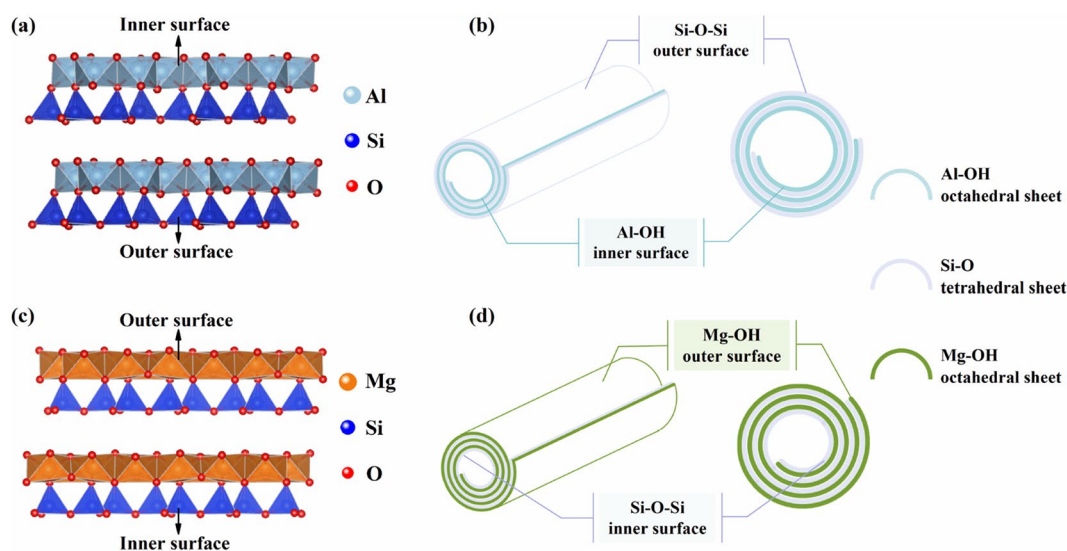 (a)
Inner surface
Al
Si
O
Outer surface
(b)
Si-O-Si
outer surface
Al-OH
inner surface
Al-OH
octahedral sheet
Si-O
tetrahedral sheet
(c)
Outer surface
Mg
Si
O
Inner surface
(d)
Mg-OH
outer surface
Si-O-Si
inner surface
Mg-OH
octahedral sheet